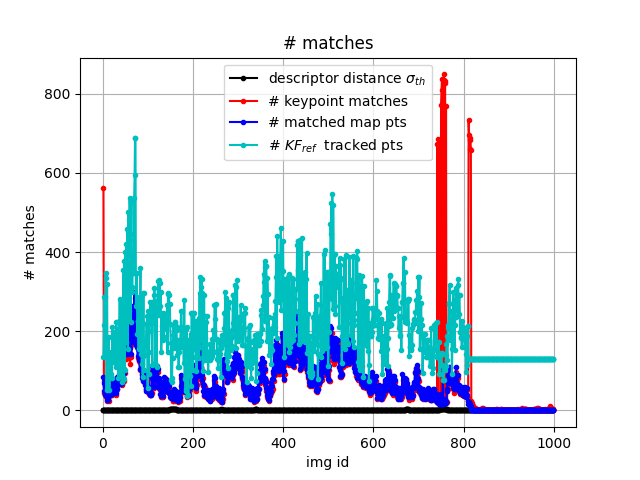 # matches
descriptor distance σth
# keypoint matches
# matched map pts
# KFref tracked pts
# matches
800
600
400
200
0
0 200 400 600 800 1000
img id